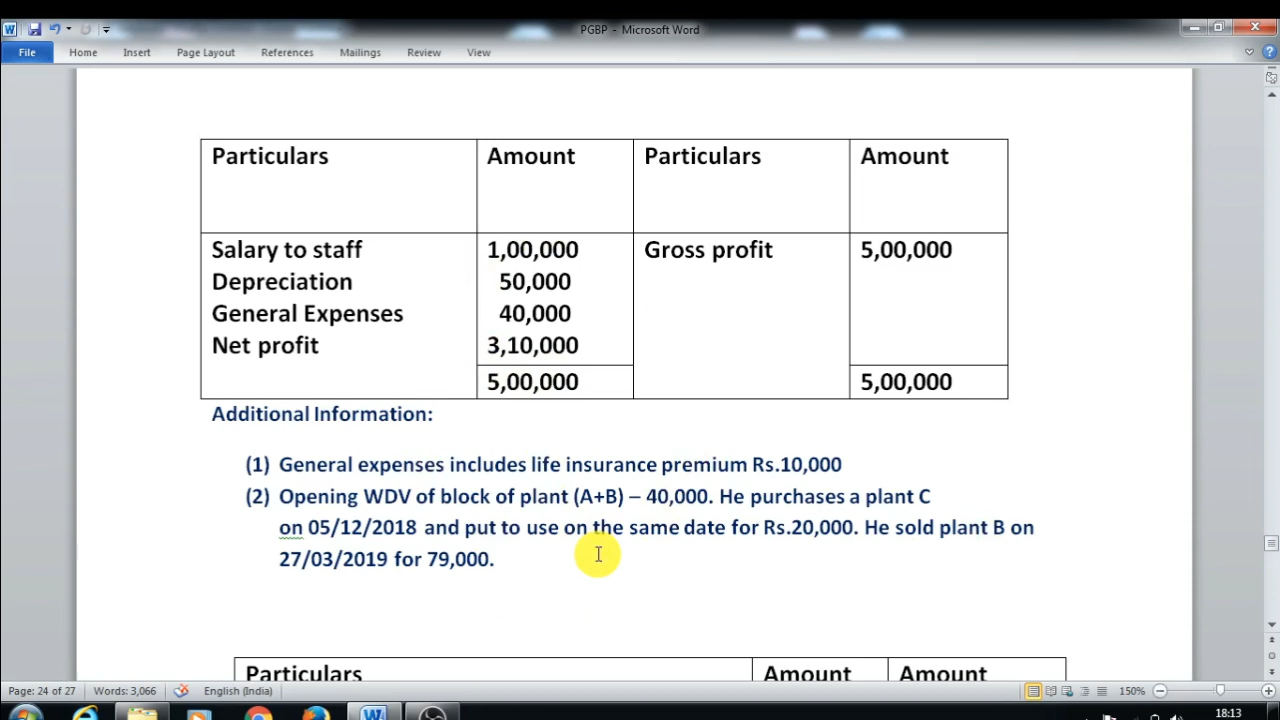 PGBP - Microsoft Word
File Home Insert Page Layout References Mailings Review View
Particulars Amount Particulars Amount
Salary to staff 1,00,000 Gross profit 5,00,000
Depreciation 50,000
General Expenses 40,000
Net profit 3,10,000
5,00,000 5,00,000
Additional Information:
(1) General expenses includes life insurance premium Rs.10,000
(2) Opening WDV of block of plant (A+B) – 40,000. He purchases a plant C
on 05/12/2018 and put to use on the same date for Rs.20,000. He sold plant B on
27/03/2019 for 79,000.
Particulars Amount Amount
Page: 24 of 27 Words: 3,066 English (India) 150%
18:13